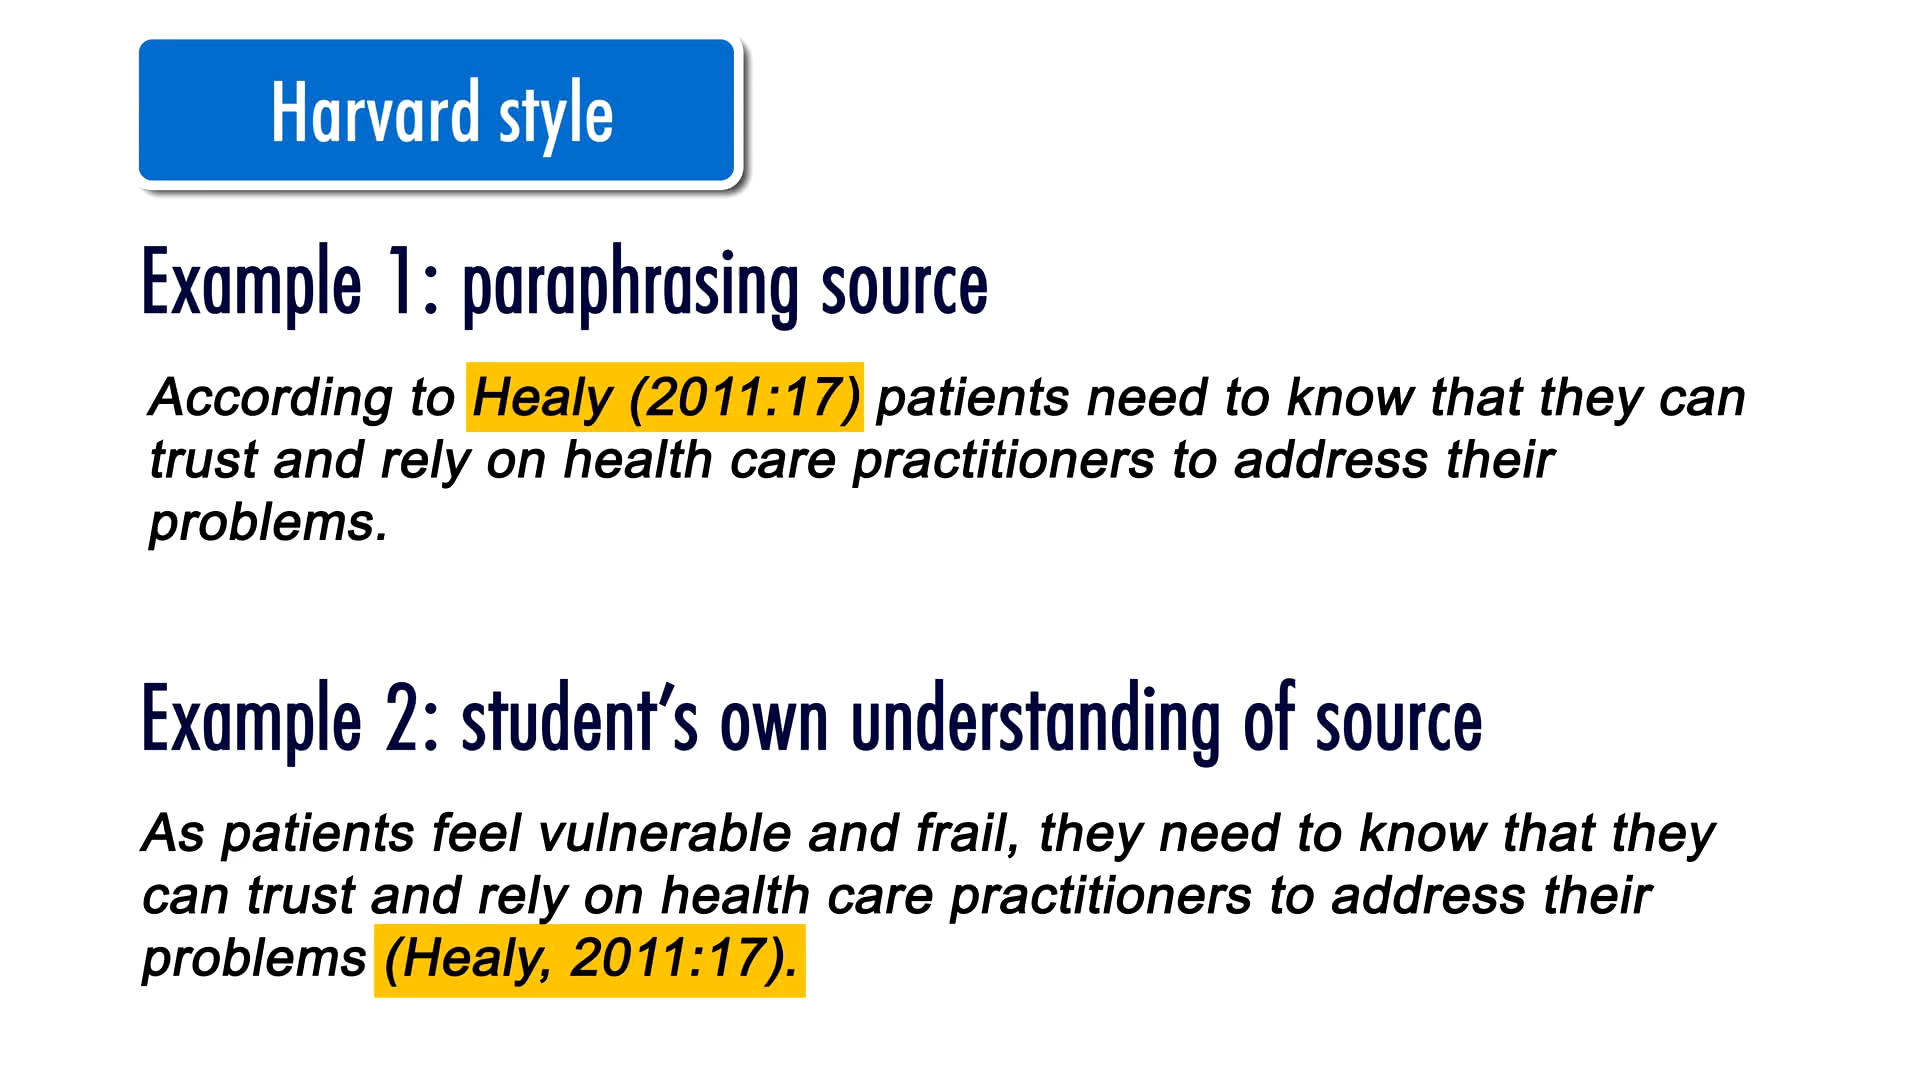 Harvard style
Example 1: paraphrasing source
According to Healy (2011:17) patients need to know that they can
trust and rely on health care practitioners to address their
problems.
Example 2: student’s own understanding of source
As patients feel vulnerable and frail, they need to know that they
can trust and rely on health care practitioners to address their
problems (Healy, 2011:17).